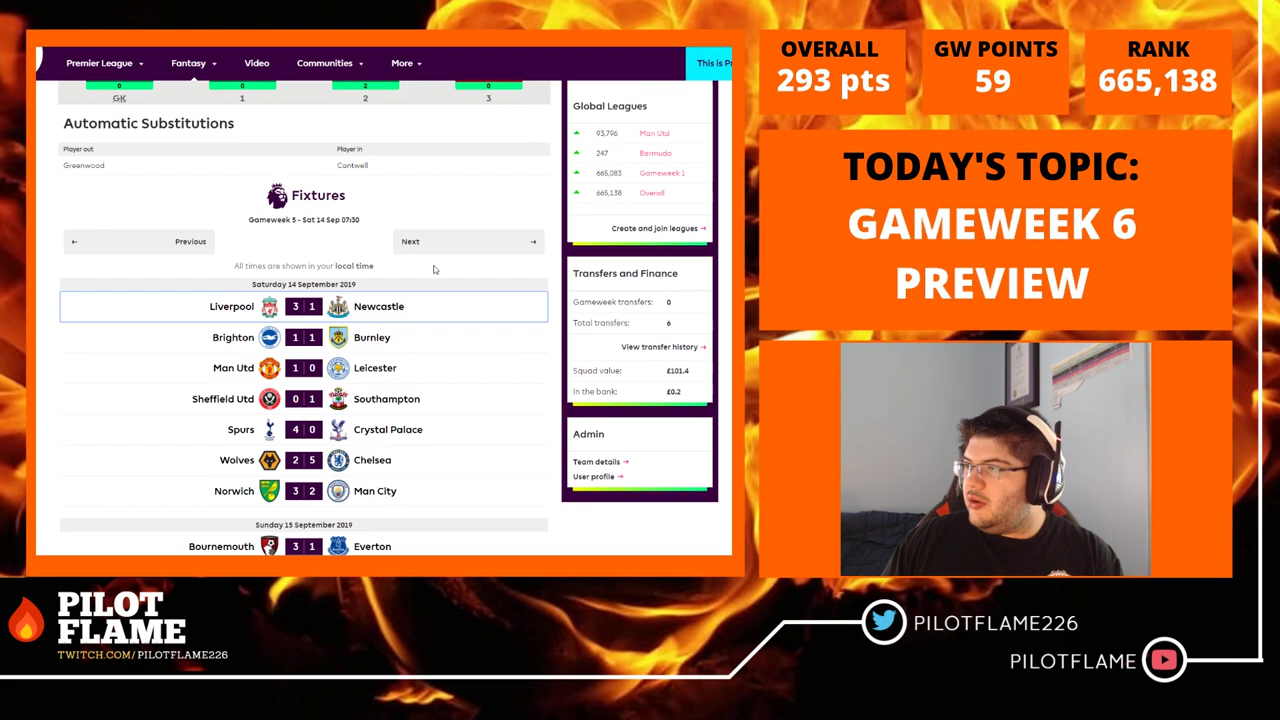 Premier League
Fantasy
Video
Communities
More
This is Pr
0 0 2 0
GK 1 2 3
Automatic Substitutions
Player out Player in
Greenwood Cantwell
Fixtures
Gameweek 5 - Sat 14 Sep 07:30
← Previous
Next →
All times are shown in your local time
Saturday 14 September 2019
Liverpool 3 1 Newcastle
Brighton 1 1 Burnley
Man Utd 1 0 Leicester
Sheffield Utd 0 1 Southampton
Spurs 4 0 Crystal Palace
Wolves 2 5 Chelsea
Norwich 3 2 Man City
Sunday 15 September 2019
Bournemouth 3 1 Everton
Global Leagues
93,796 Man Utd
247 Bermuda
665,083 Gameweek 1
665,138 Overall
Create and join leagues →
Transfers and Finance
Gameweek transfers: 0
Total transfers: 6
View transfer history →
Squad value: £101.4
In the bank: £0.2
Admin
Team details →
User profile →
OVERALL
293 pts
GW POINTS
59
RANK
665,138
TODAY'S TOPIC:
GAMEWEEK 6
PREVIEW
PILOT
FLAME
TWITCH.COM/ PILOTFLAME226
PILOTFLAME226
PILOTFLAME